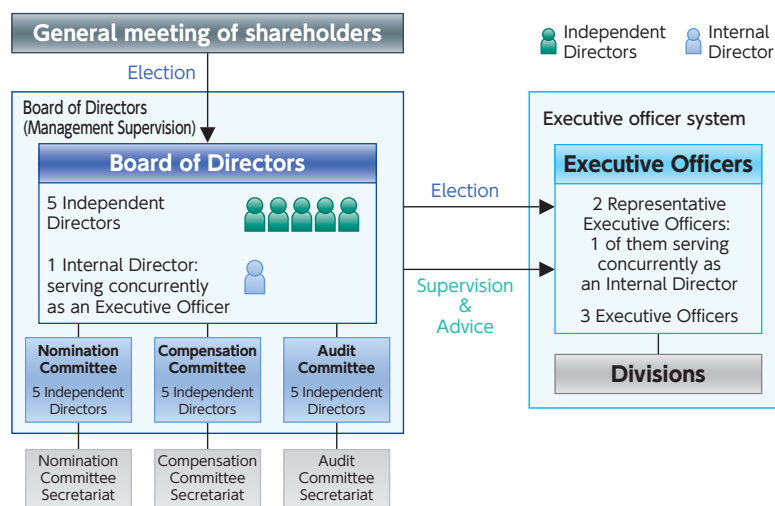 General meeting of shareholders
Independent
Directors
Internal
Director
Election
Board of Directors
(Management Supervision)
Board of Directors
5 Independent
Directors
1 Internal Director:
serving concurrently
as an Executive Officer
Nomination
Committee
5 Independent
Directors
Compensation
Committee
5 Independent
Directors
Audit
Committee
5 Independent
Directors
Nomination
Committee
Secretariat
Compensation
Committee
Secretariat
Audit
Committee
Secretariat
Election
Supervision
&
Advice
Executive officer system
Executive Officers
2 Representative
Executive Officers:
1 of them serving
concurrently as
an Internal Director
3 Executive Officers
Divisions